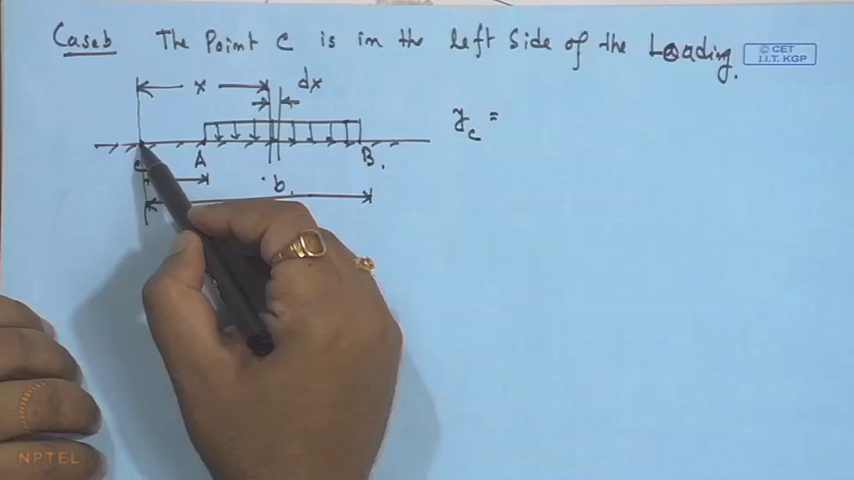 Case b The Point C is in the left Side of the Loading.
© CET
I.I.T. KGP
x dx
y_c =
A B.
b.
NPTEL